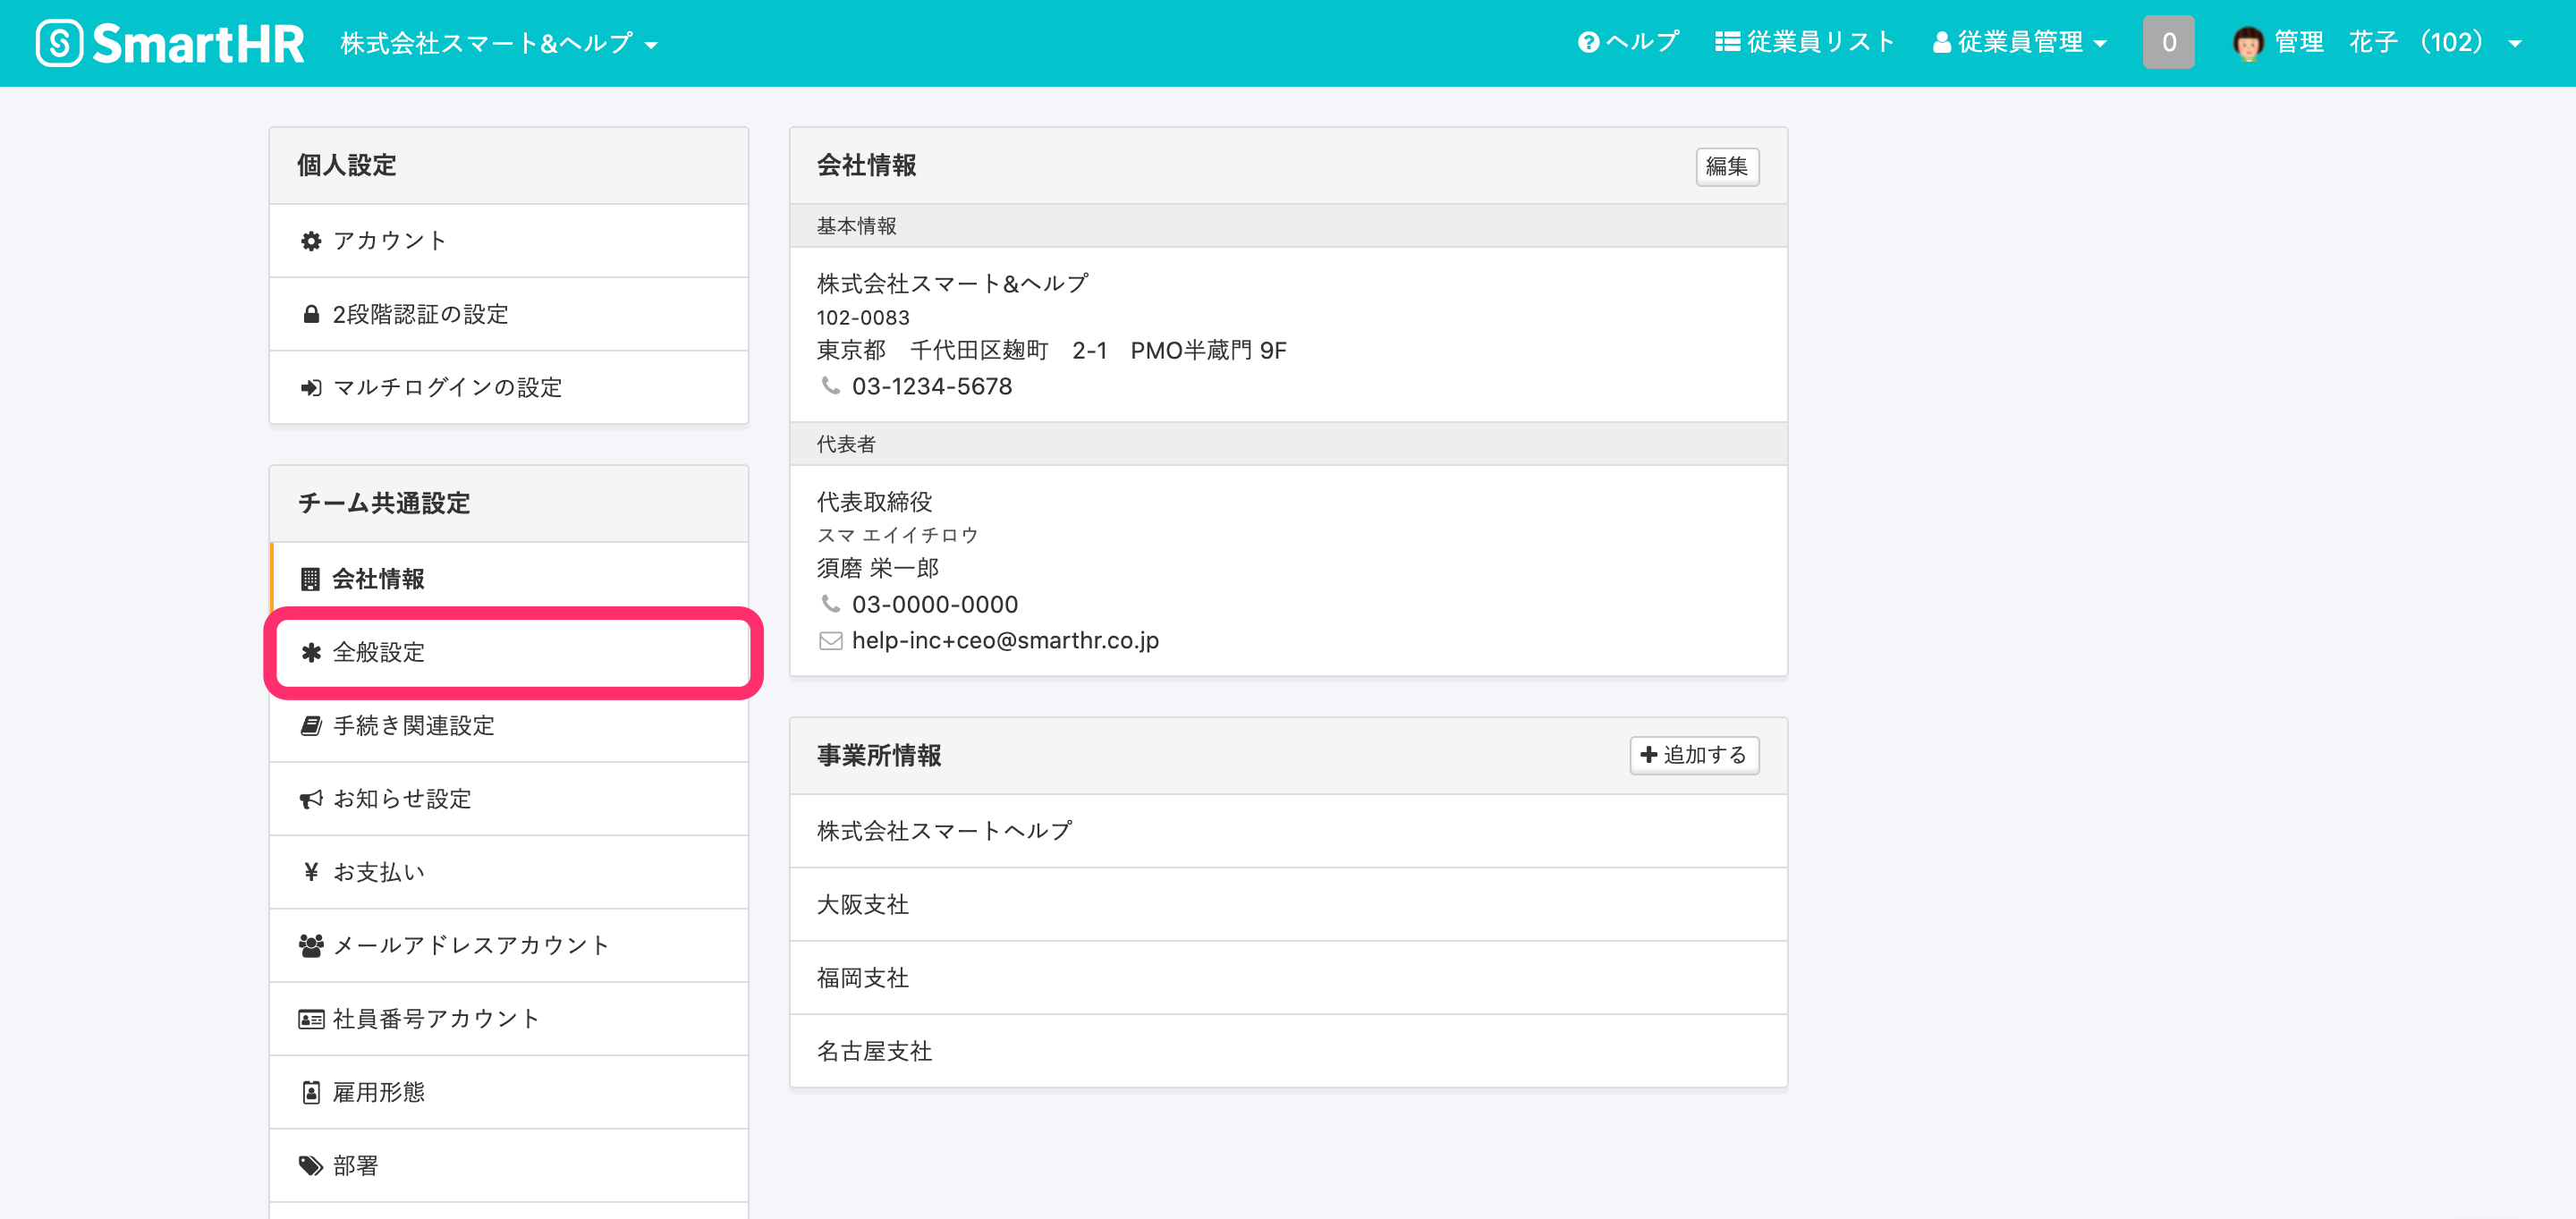 SmartHR 株式会社スマート&ヘルプ ヘルプ 従業員リスト 従業員管理 0 管理 花子 （102）
個人設定
アカウント
2段階認証の設定
マルチログインの設定
チーム共通設定
会社情報
全般設定
手続き関連設定
お知らせ設定
お支払い
メールアドレスアカウント
社員番号アカウント
雇用形態
部署
会社情報 編集
基本情報
株式会社スマート&ヘルプ
102-0083
東京都 千代田区麹町 2-1 PMO半蔵門 9F
03-1234-5678
代表者
代表取締役
スマ エイイチロウ
須磨 栄一郎
03-0000-0000
help-inc+ceo@smarthr.co.jp
事業所情報 追加する
株式会社スマートヘルプ
大阪支社
福岡支社
名古屋支社